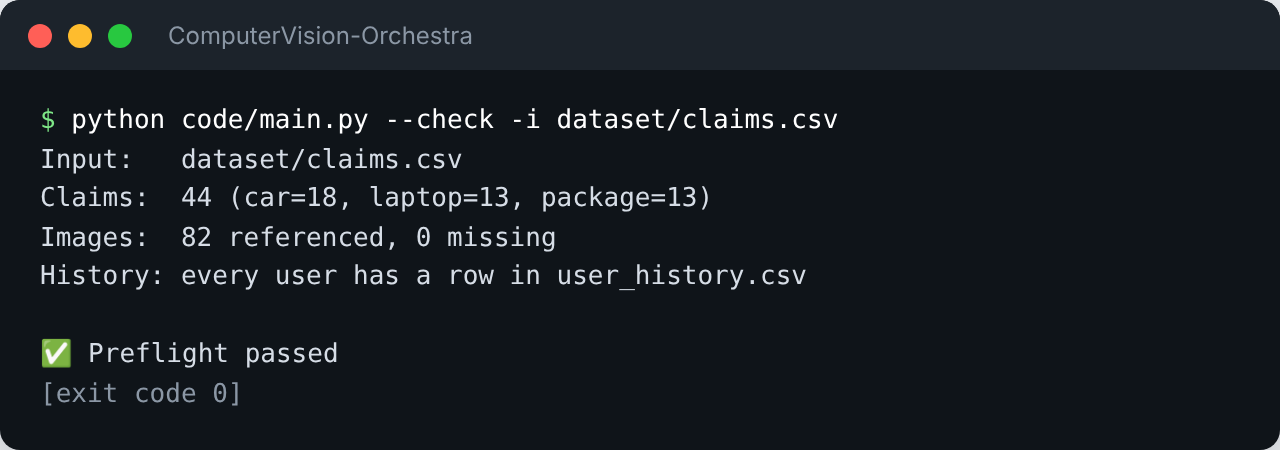 ComputerVision-Orchestra
$ python code/main.py --check -i dataset/claims.csv
Input:   dataset/claims.csv
Claims:  44 (car=18, laptop=13, package=13)
Images:  82 referenced, 0 missing
History: every user has a row in user_history.csv
✅ Preflight passed
[exit code 0]